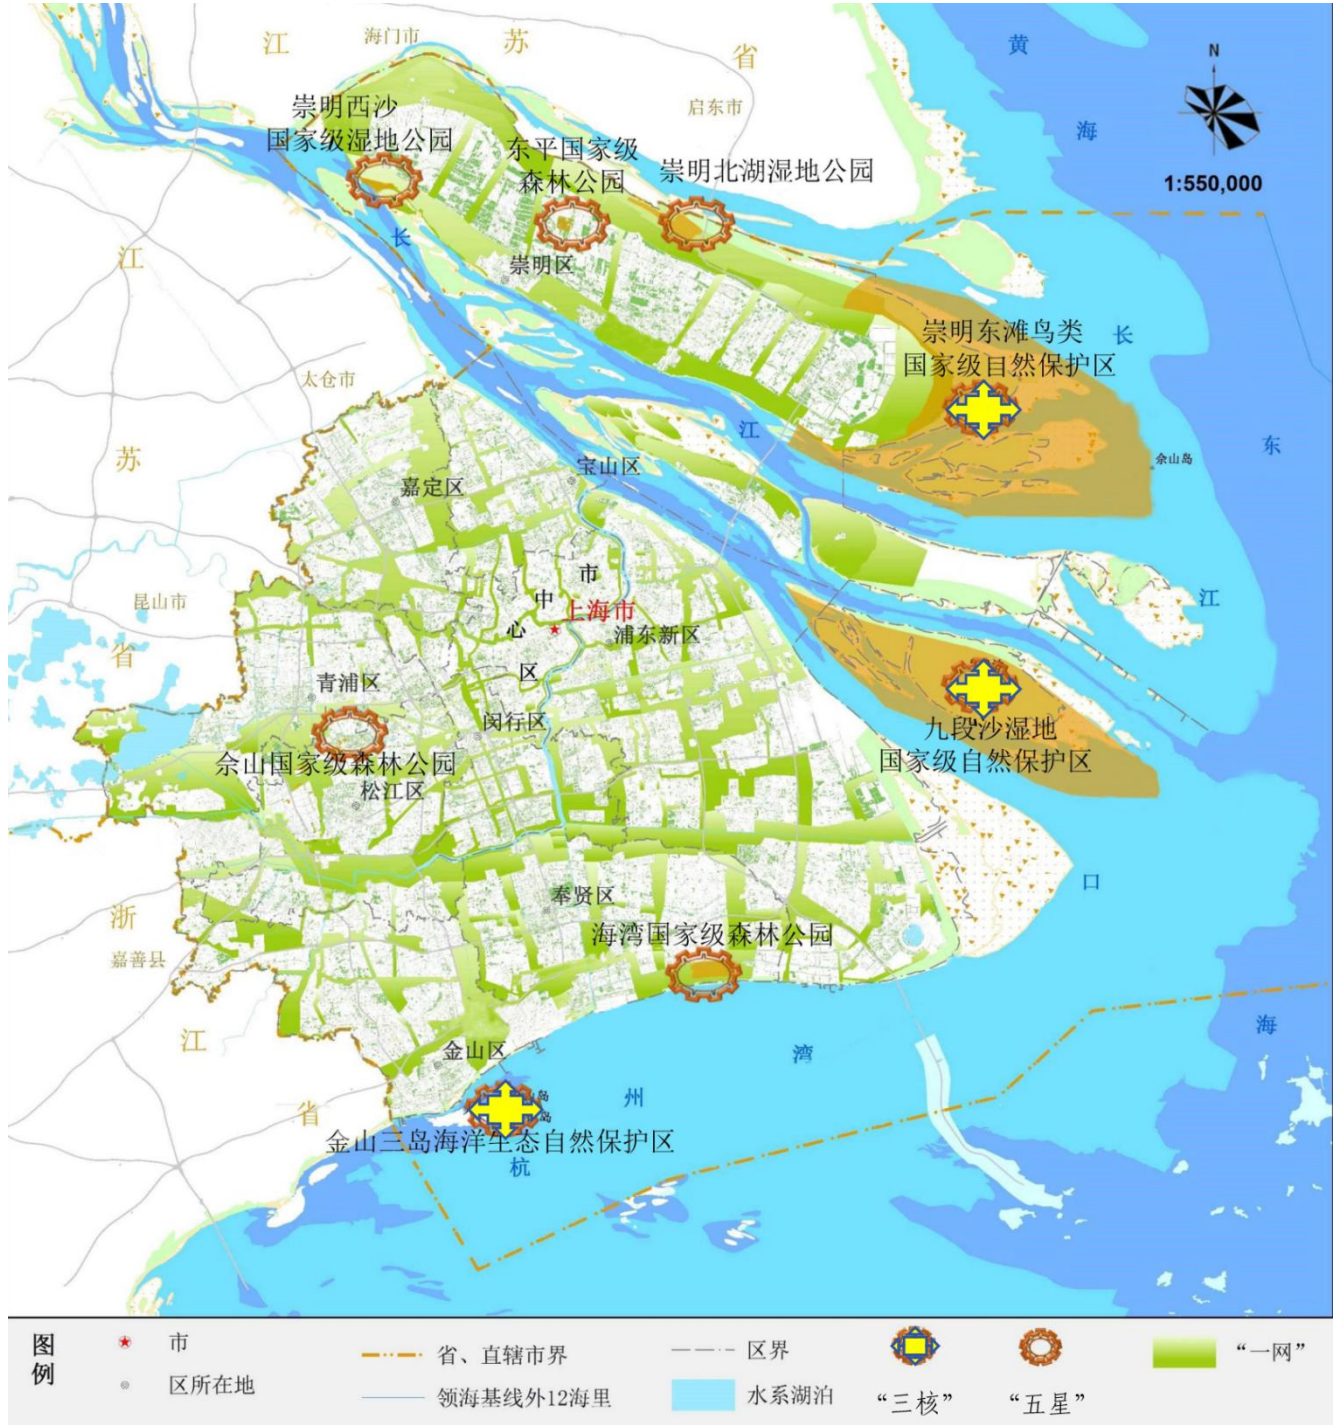 江
海门市
苏
省
黄
海
N
1:550,000
启东市
崇明西沙
国家级湿地公园
东平国家级
森林公园
崇明北湖湿地公园
长
崇明区
江
苏
省
太仓市
昆山市
崇明东滩鸟类
国家级自然保护区
佘山岛
长
江
口
东
海
江
宝山区
嘉定区
市
中
心
区
上海市
浦东新区
青浦区
闵行区
佘山国家级森林公园
松江区
九段沙湿地
国家级自然保护区
浙
江
省
嘉善县
奉贤区
海湾国家级森林公园
金山区
岛
岛
金山三岛海洋生态自然保护区
杭
州
湾
图
例
市
区所在地
省、直辖市界
领海基线外12海里
区界
水系湖泊
“三核”
“五星”
“一网”